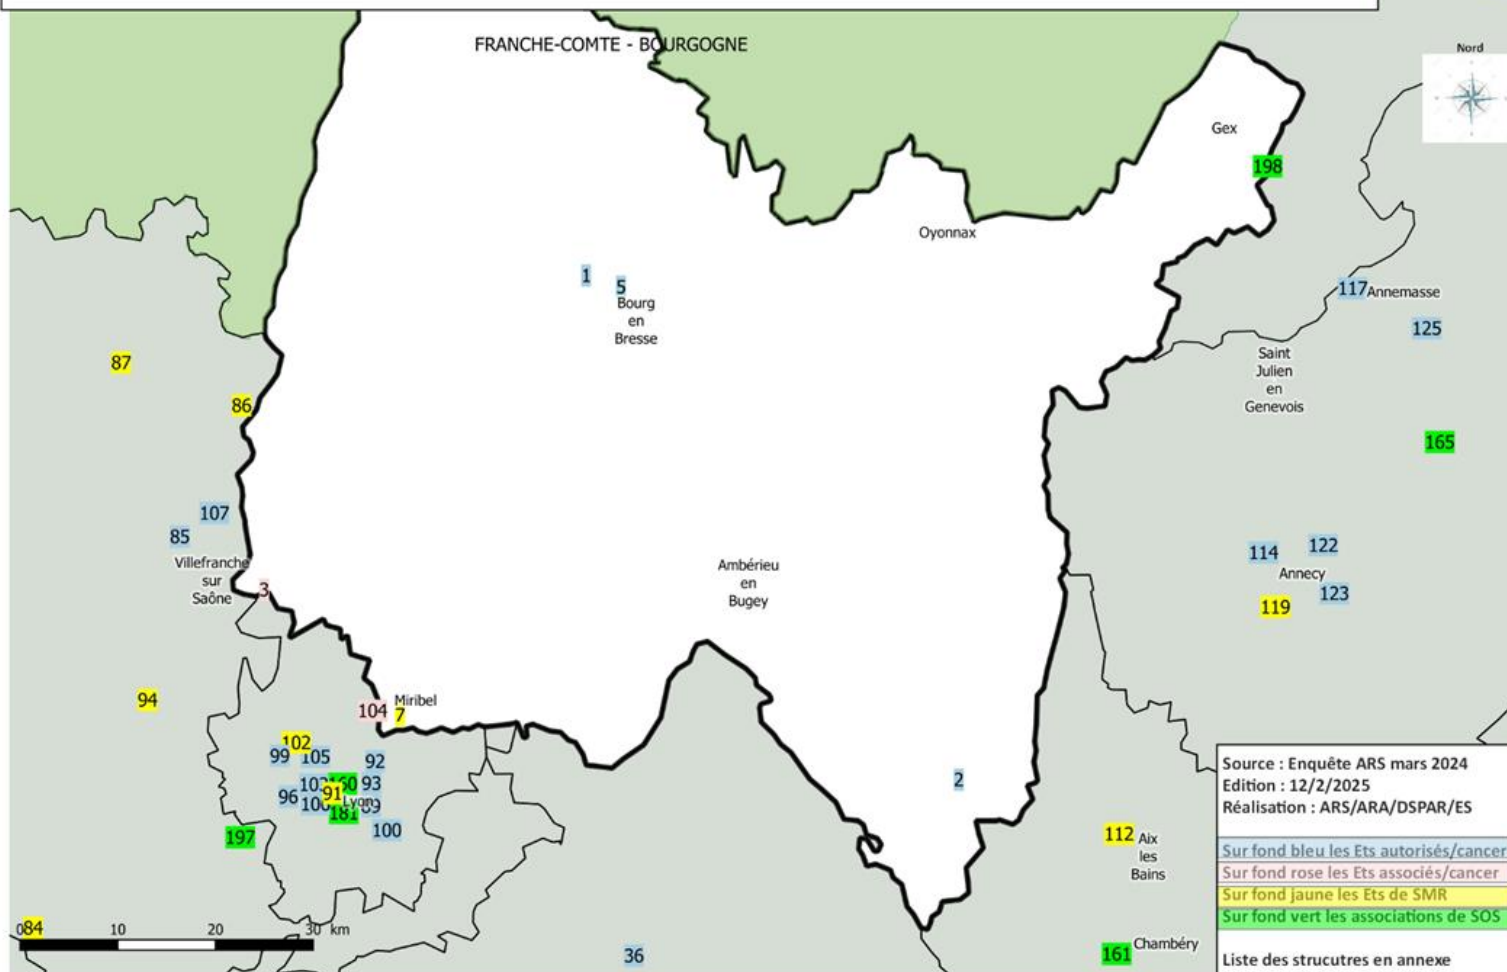 FRANCHE-COMTE - BOURGOGNE
Nord
Gex
198
Oyonnax
1
5
Bourg
en
Bresse
117 Annemasse
125
87
Saint
Julien
en
Genevois
86
165
107
85
Villefranche
sur
Saône
3
Ambérieu
en
Bugey
114
122
Annecy
123
119
94
104
Miribel
7
102
99
105
92
160
93
96
91
Lyon
181
100
197
2
112
Aix
les
Bains
84
0 10 20 30 km
36
161
Chambéry
Source : Enquête ARS mars 2024
Edition : 12/2/2025
Réalisation : ARS/ARA/DSPAR/ES
Sur fond bleu les Ets autorisés/cancer
Sur fond rose les Ets associés/cancer
Sur fond jaune les Ets de SMR
Sur fond vert les associations de SOS
Liste des strucutres en annexe